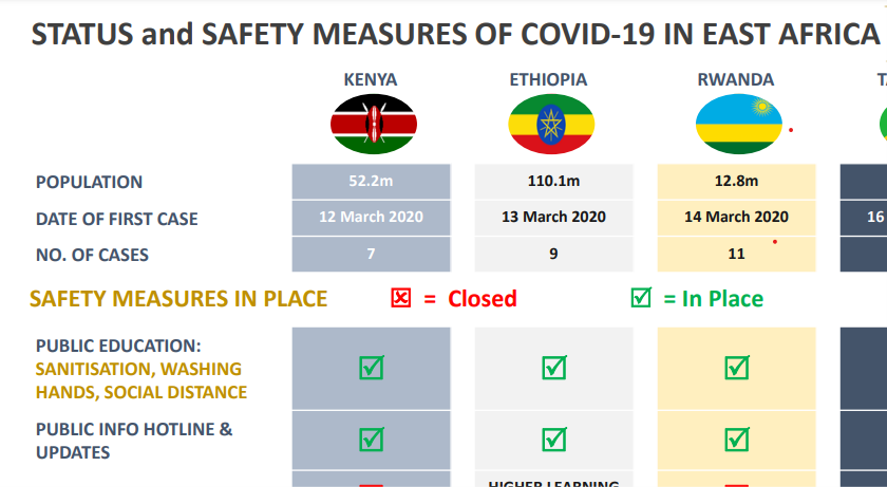 STATUS and SAFETY MEASURES OF COVID-19 IN EAST AFRICA
KENYA ETHIOPIA RWANDA
POPULATION 52.2m 110.1m 12.8m
DATE OF FIRST CASE 12 March 2020 13 March 2020 14 March 2020 16
NO. OF CASES 7 9 11
SAFETY MEASURES IN PLACE = Closed = In Place
PUBLIC EDUCATION:
SANITISATION, WASHING
HANDS, SOCIAL DISTANCE
PUBLIC INFO HOTLINE &
UPDATES
HIGHER LEARNING